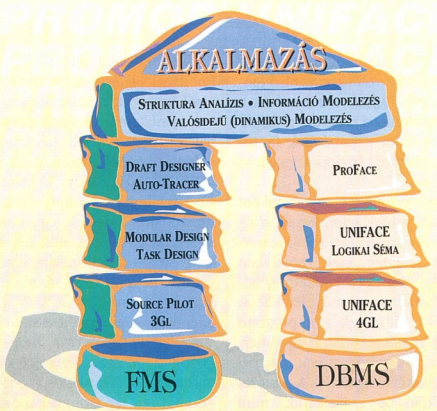 ALKALMAZÁS
STRUKTURA ANALÍZIS • INFORMÁCIÓ MODELEZÉS
VALÓSIDEJŰ (DINAMIKUS) MODELEZÉS
DRAFT DESIGNER
AUTO-TRACER
PROFACE
MODULAR DESIGN
TASK DESIGN
UNIFACE
LOGIKAI SÉMA
SOURCE PILOT
3GL
UNIFACE
4GL
FMS
DBMS